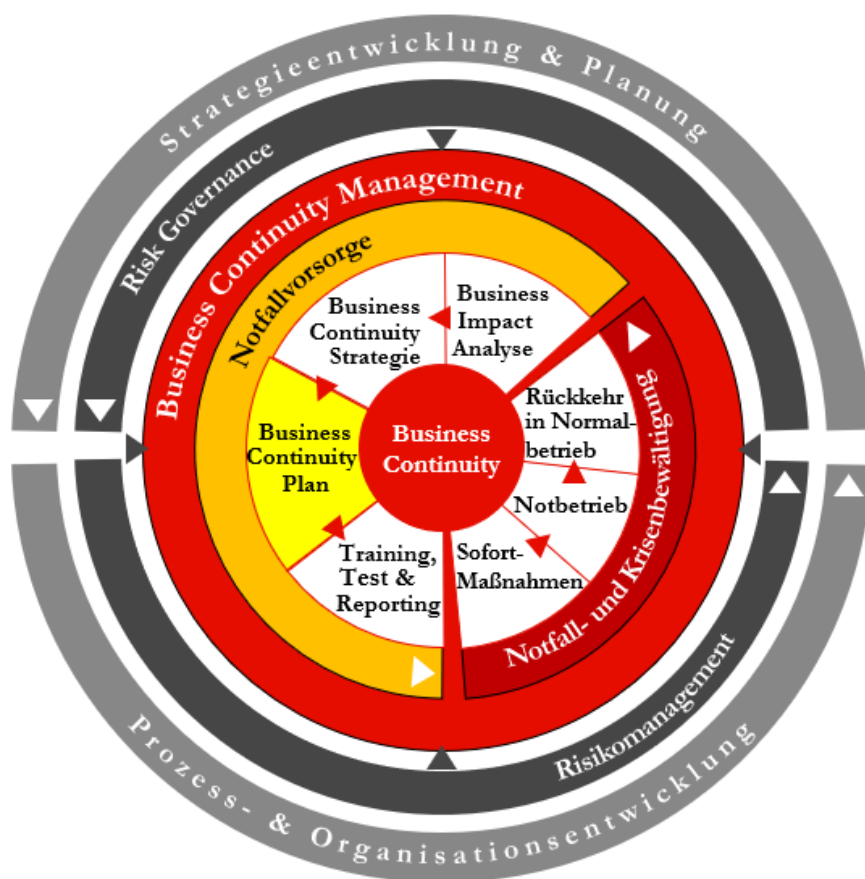 Strategieentwicklung & Planung
Risk Governance
Business Continuity Management
Notfallvorsorge
Business
Impact
Analyse
Business
Continuity
Strategie
Business
Continuity
Plan
Training,
Test &
Reporting
Business
Continuity
Rückkehr
in Normal-
betrieb
Notbetrieb
Sofort-
Maßnahmen
Notfall- und Krisenbewältigung
Risikomanagement
Prozess- & Organisationsentwicklung